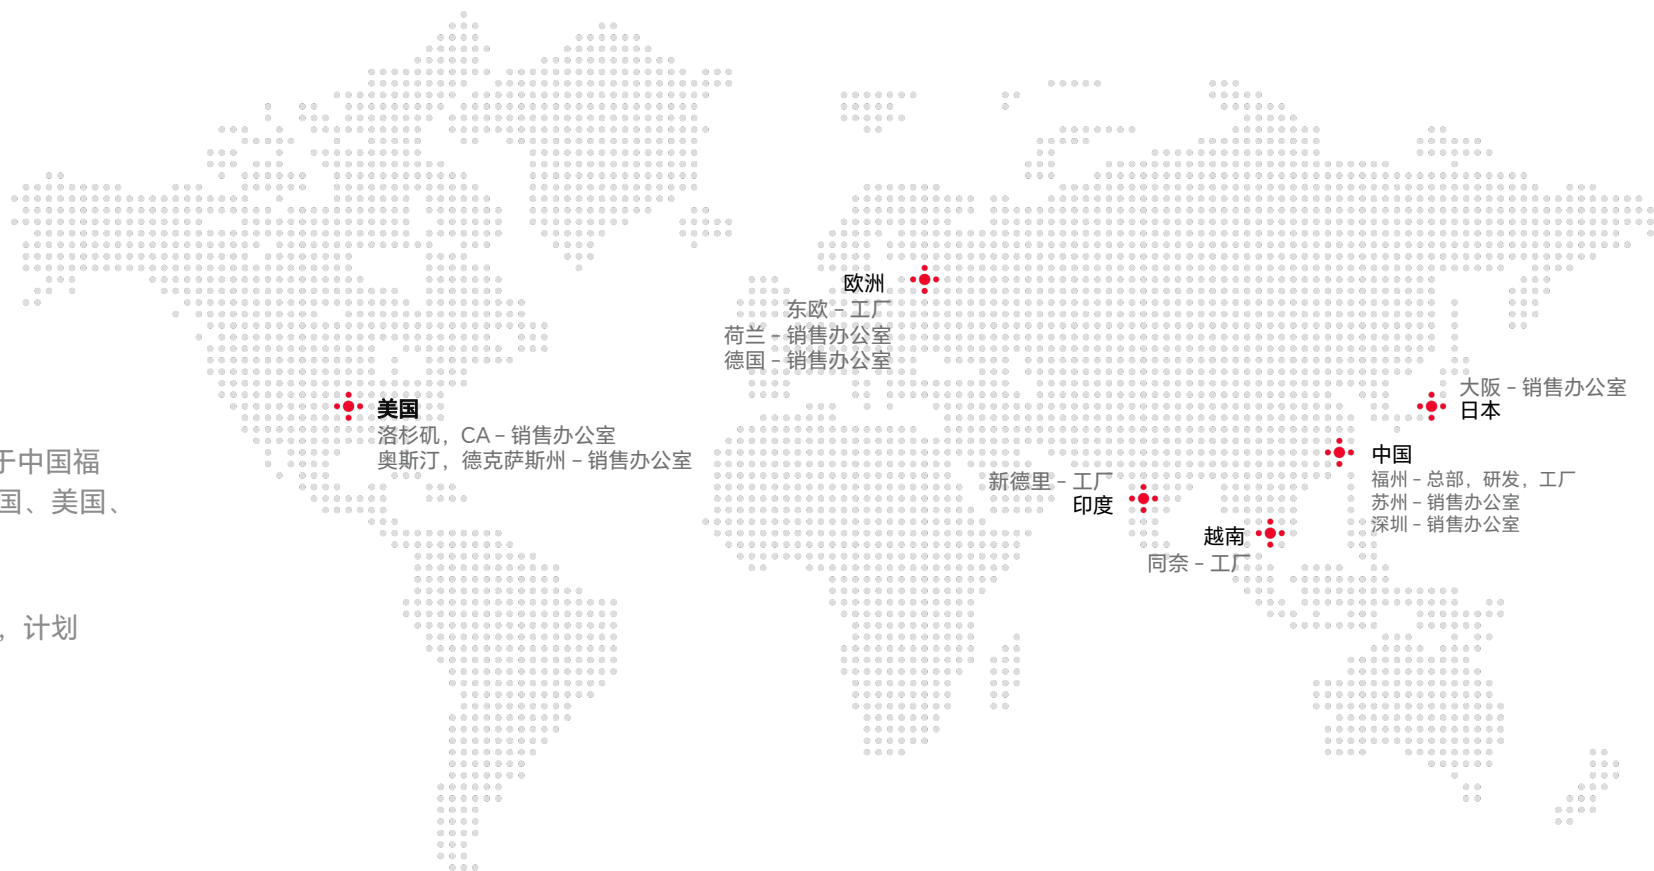 于中国福
国、美国、
，计划
美国
洛杉矶，CA – 销售办公室
奥斯汀，德克萨斯州 – 销售办公室
欧洲
东欧 – 工厂
荷兰 – 销售办公室
德国 – 销售办公室
新德里 – 工厂
印度
越南
同奈 – 工厂
大阪 – 销售办公室
日本
中国
福州 – 总部，研发，工厂
苏州 – 销售办公室
深圳 – 销售办公室